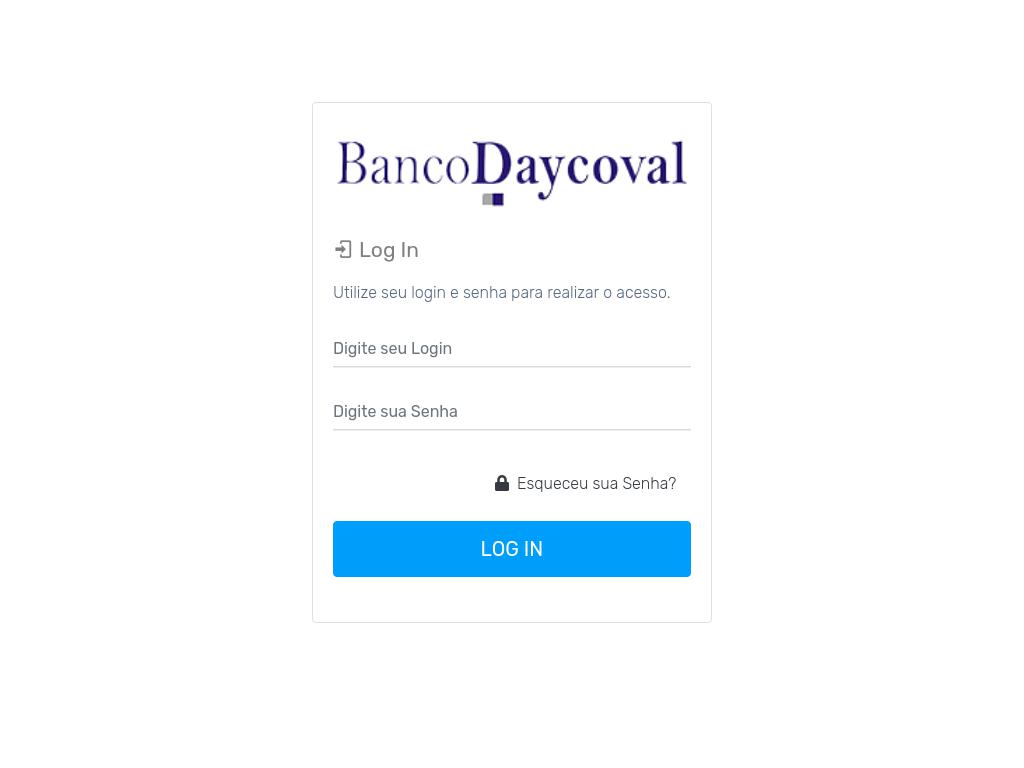 BancoDaycoval
Log In
Utilize seu login e senha para realizar o acesso.
Digite seu Login
Digite sua Senha
Esqueceu sua Senha?
LOG IN